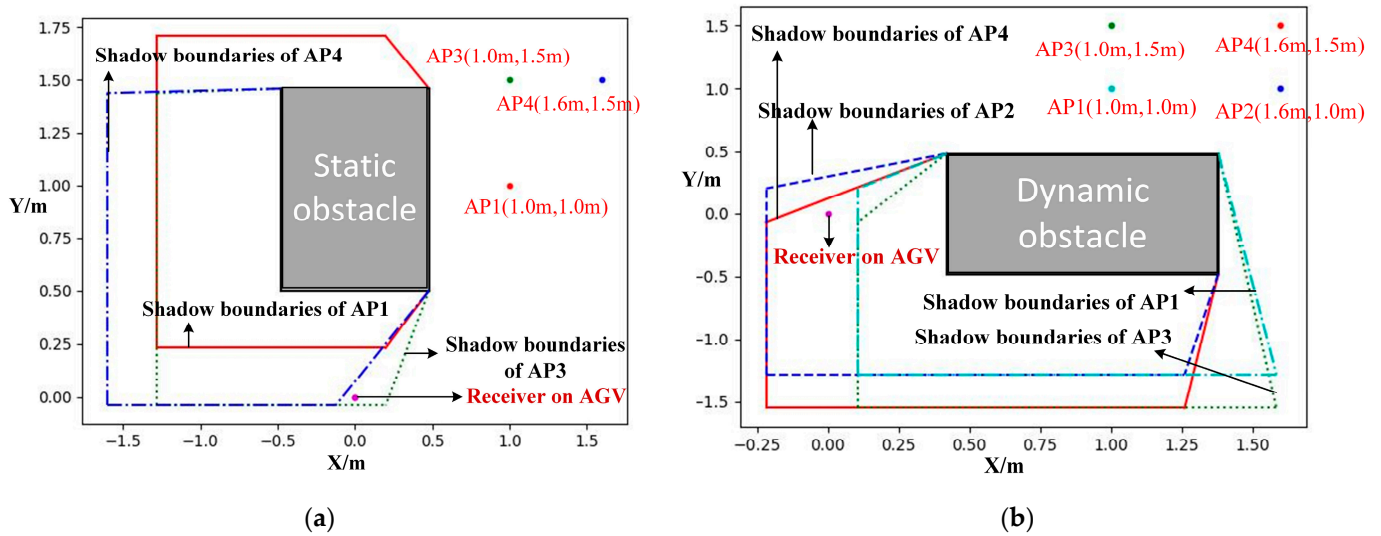 1.75
1.50
1.25
1.00
0.75
0.50
0.25
0.00
Y/m
−1.5
−1.0
−0.5
0.0
0.5
1.0
1.5
X/m
Shadow boundaries of AP4
AP3(1.0m,1.5m)
AP4(1.6m,1.5m)
Static
obstacle
AP1(1.0m,1.0m)
Shadow boundaries of AP1
Shadow boundaries
of AP3
Receiver on AGV
(a)
1.5
1.0
0.5
0.0
−0.5
−1.0
−1.5
Y/m
−0.25
0.00
0.25
0.50
0.75
1.00
1.25
1.50
X/m
Shadow boundaries of AP4
AP3(1.0m,1.5m)
AP4(1.6m,1.5m)
Shadow boundaries of AP2
AP1(1.0m,1.0m)
AP2(1.6m,1.0m)
Dynamic
obstacle
Receiver on AGV
Shadow boundaries of AP1
Shadow boundaries of AP3
(b)